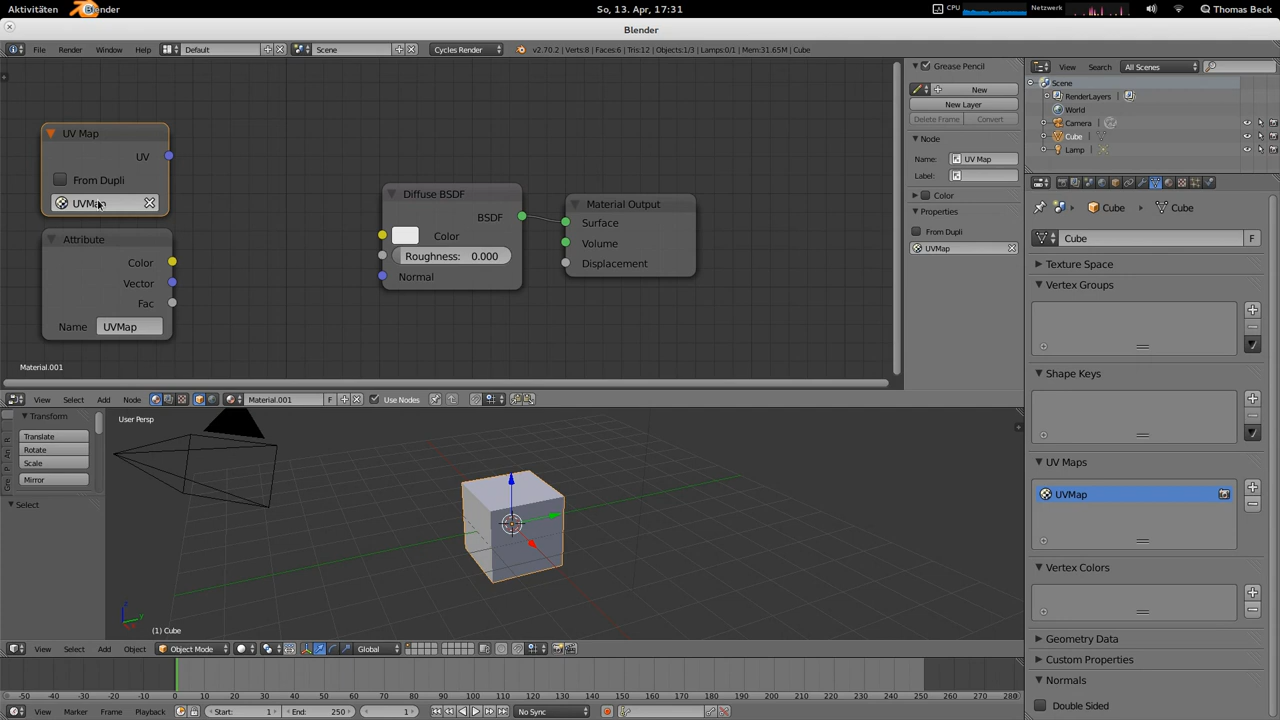 Aktivitäten Blender So, 13. Apr, 17:31 CPU Netzwerk Thomas Beck
Blender
File Render Window Help Default Scene Cycles Render v2.70.2 | Verts:8 | Faces:6 | Tris:12 | Objects:1/3 | Lamps:0/1 | Mem:31.65M | Cube
View Search All Scenes
Scene
RenderLayers
World
Camera
Cube
Lamp
UV Map
UV
From Dupli
UVMap
Attribute
Color
Vector
Fac
Name UVMap
Diffuse BSDF
BSDF
Color
Roughness: 0.000
Normal
Material Output
Surface
Volume
Displacement
Material.001
Grease Pencil
New
New Layer
Delete Frame Convert
Node
Name: UV Map
Label:
Color
Properties
From Dupli
UVMap
View Select Add Node Material.001 F Use Nodes
Cube Cube
Cube F
Texture Space
Vertex Groups
Shape Keys
UV Maps
UVMap
Vertex Colors
Geometry Data
Custom Properties
Normals
Double Sided
Transform
Translate
Rotate
Scale
Mirror
Select
User Persp
(1) Cube
View Select Add Object Object Mode Global
-50 -40 -30 -20 -10 0 10 20 30 40 50 60 70 80 90 100 110 120 130 140 150 160 170 180 190 200 210 220 230 240 250 260 270 280
View Marker Frame Playback Start: 1 End: 250 1 No Sync